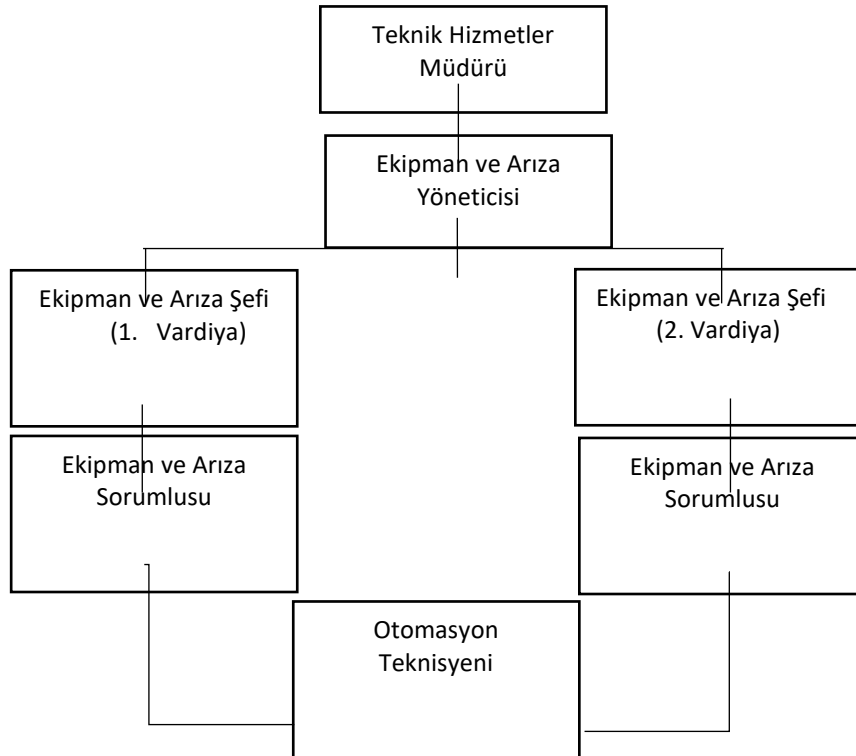 Teknik Hizmetler
Müdürü
Ekipman ve Arıza
Yöneticisi
Ekipman ve Arıza Şefi
(1. Vardiya)
Ekipman ve Arıza Şefi
(2. Vardiya)
Ekipman ve Arıza
Sorumlusu
Ekipman ve Arıza
Sorumlusu
Otomasyon
Teknisyeni